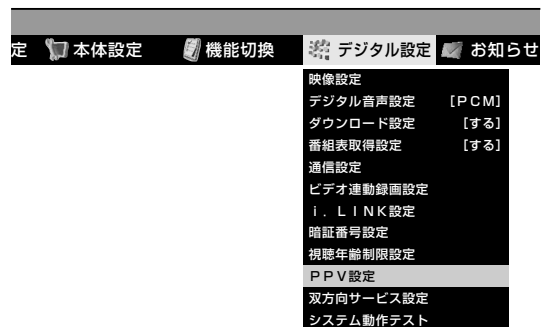 定 本体設定 機能切換 デジタル設定 お知らせ
映像設定
デジタル音声設定 [PCM]
ダウンロード設定 [する]
番組表取得設定 [する]
通信設定
ビデオ連動録画設定
i．LINK設定
暗証番号設定
視聴年齢制限設定
PPV設定
双方向サービス設定
システム動作テスト